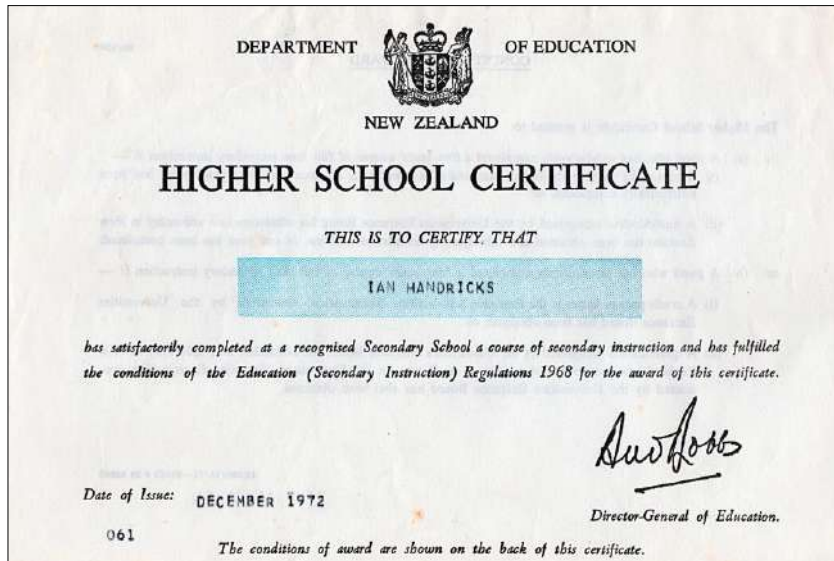 DEPARTMENT OF EDUCATION
NEW ZEALAND
HIGHER SCHOOL CERTIFICATE
THIS IS TO CERTIFY THAT
IAN HANDRICKS
has satisfactorily completed at a recognised Secondary School a course of secondary instruction and has fulfilled
the conditions of the Education (Secondary Instruction) Regulations 1968 for the award of this certificate.
Date of Issue: DECEMBER 1972
Director-General of Education.
061
The conditions of award are shown on the back of this certificate.